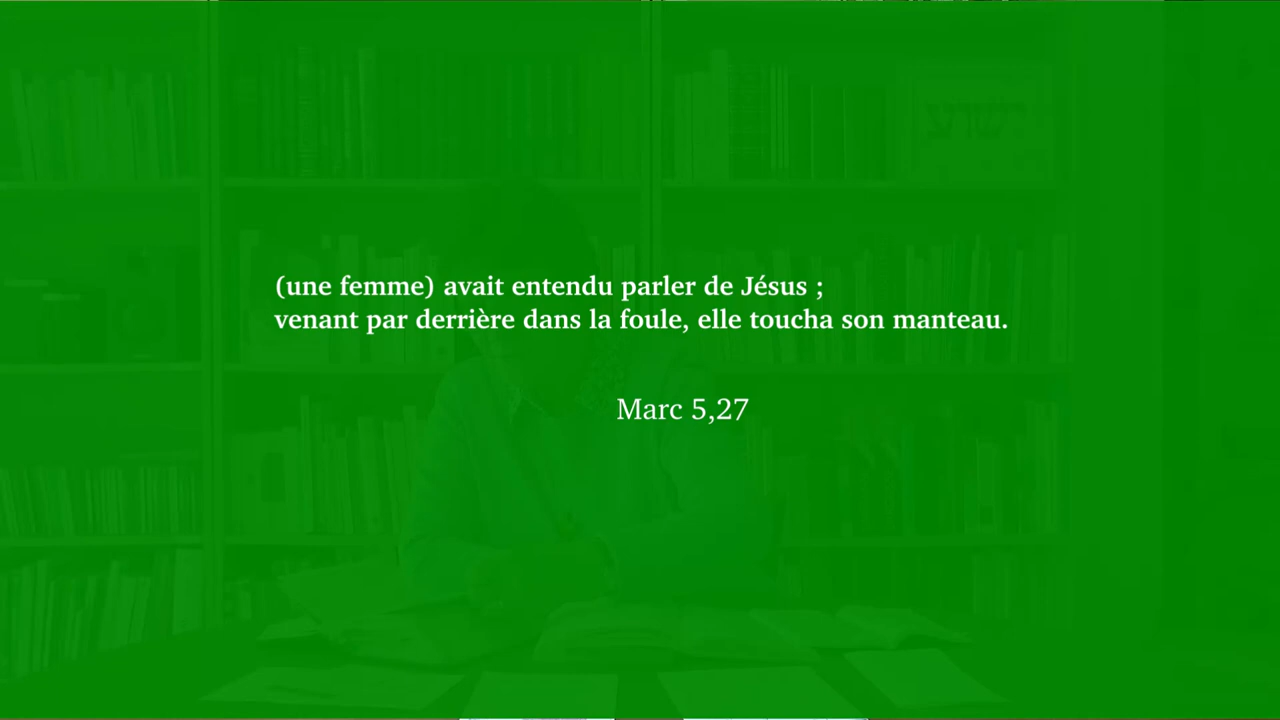 ישוע
(une femme) avait entendu parler de Jésus ;
venant par derrière dans la foule, elle toucha son manteau.
Marc 5,27